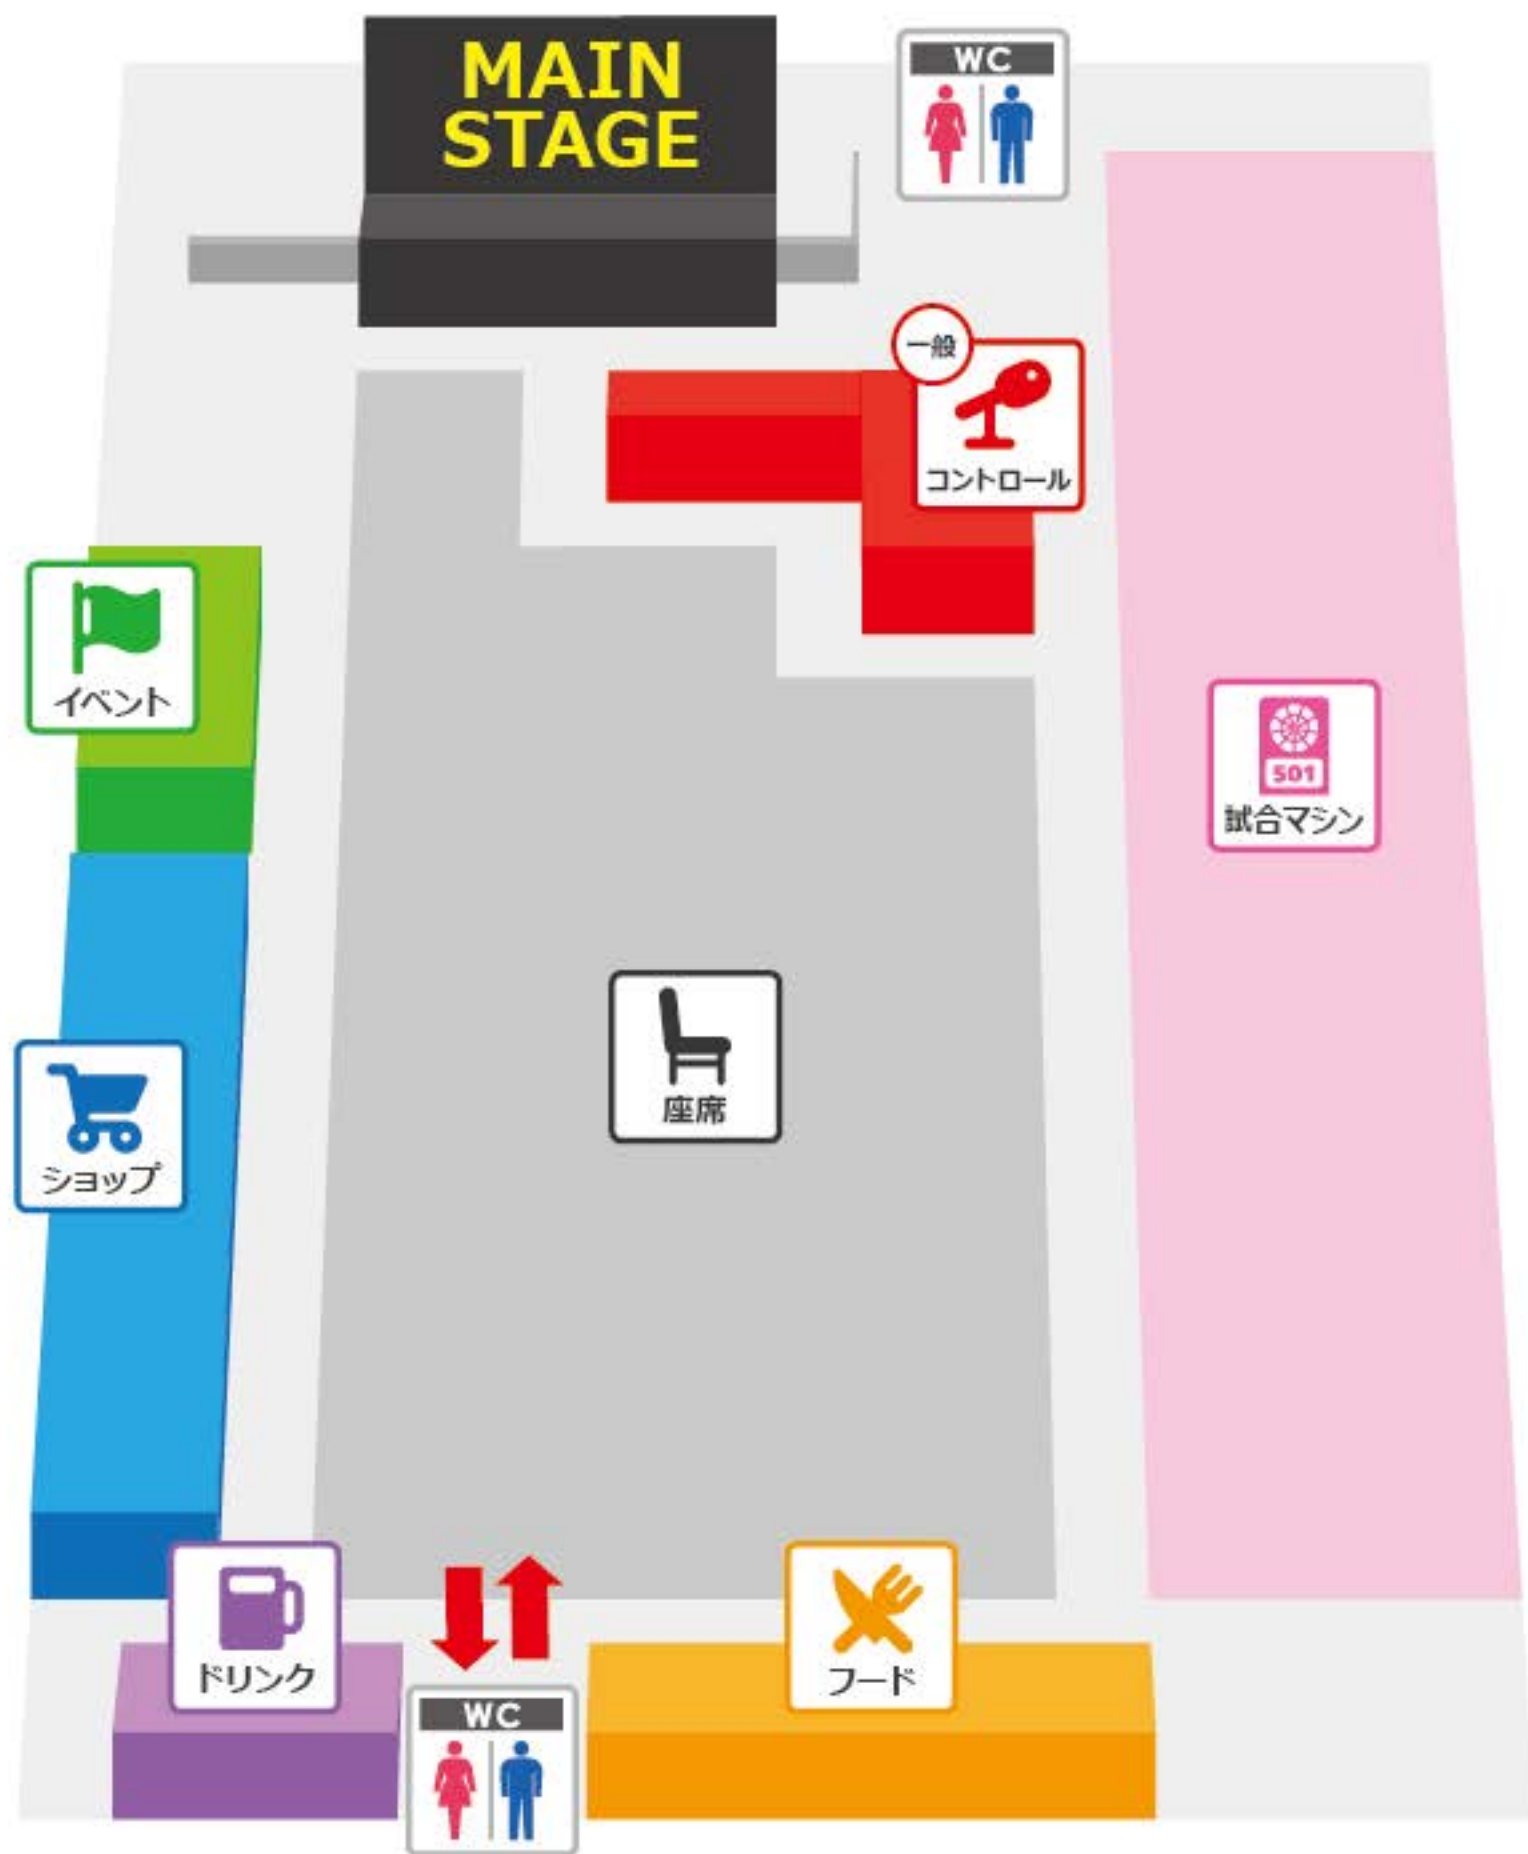 MAIN
STAGE
WC
一般
コントロール
イベント
501
試合マシン
座席
ショップ
ドリンク
フード
WC